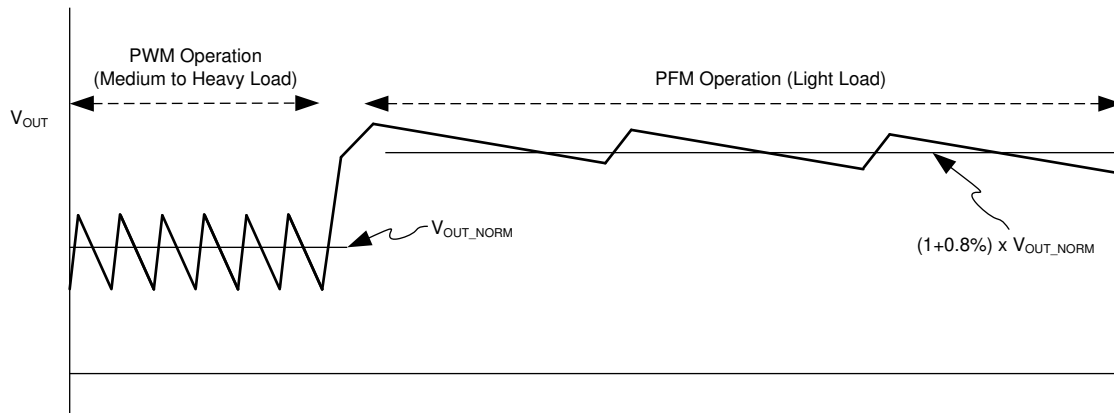 PWM Operation
(Medium to Heavy Load)
PFM Operation (Light Load)
VOUT
VOUT_NORM
(1+0.8%) x VOUT_NORM